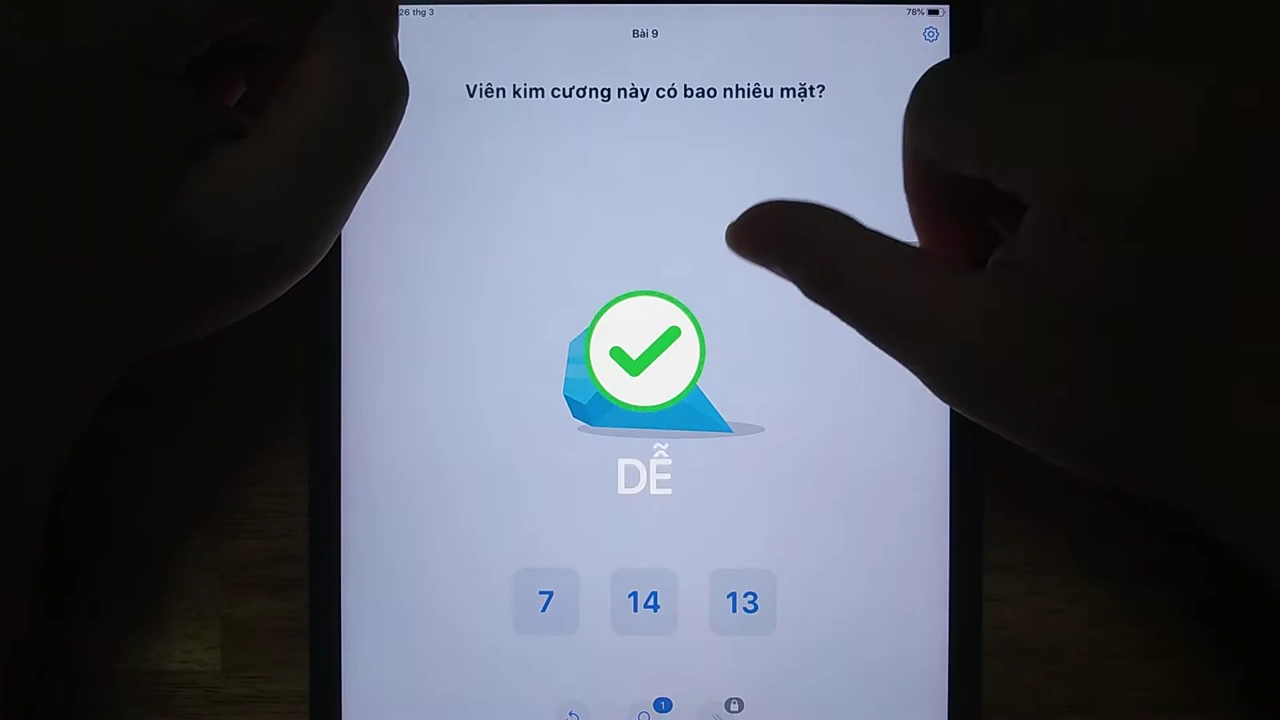 26 thg 3
78%
Bài 9
Viên kim cương này có bao nhiêu mặt?
DỄ
7
14
13
1